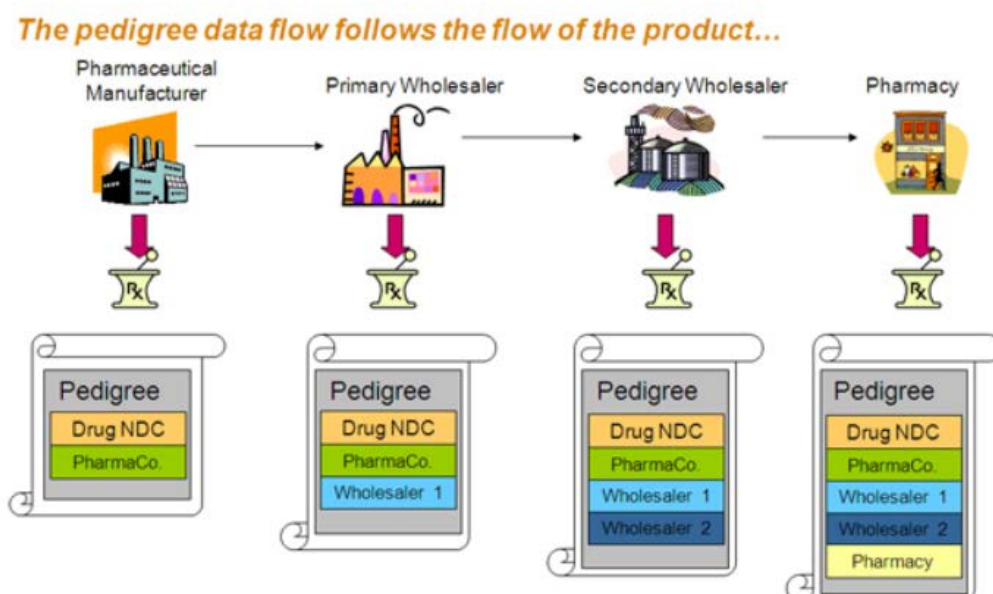 The pedigree data flow follows the flow of the product…
Pharmaceutical
Manufacturer
Primary Wholesaler
Secondary Wholesaler
Pharmacy
Rx
Rx
Rx
Rx
Pedigree
Drug NDC
PharmaCo.
Pedigree
Drug NDC
PharmaCo.
Wholesaler 1
Pedigree
Drug NDC
PharmaCo.
Wholesaler 1
Wholesaler 2
Pedigree
Drug NDC
PharmaCo.
Wholesaler 1
Wholesaler 2
Pharmacy